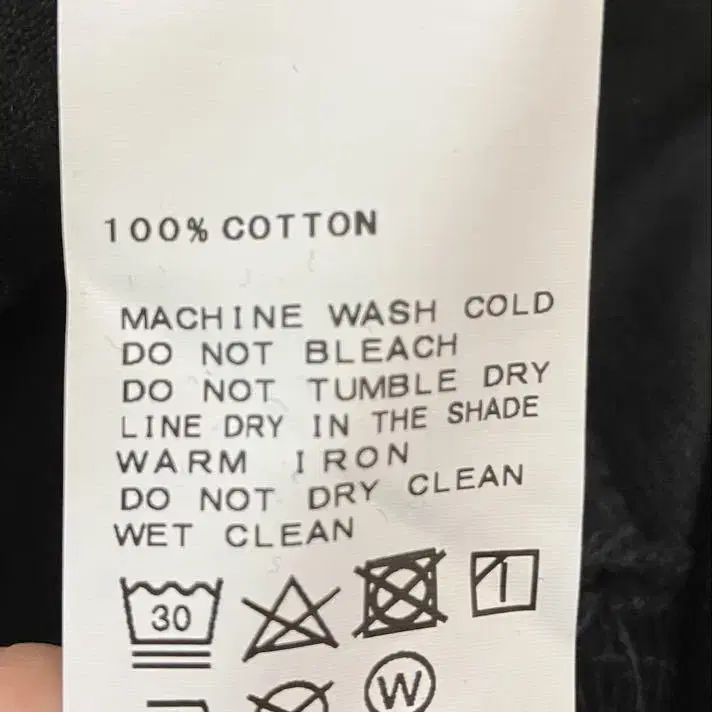 100% COTTON
MACHINE WASH COLD
DO NOT BLEACH
DO NOT TUMBLE DRY
LINE DRY IN THE SHADE
WARM IRON
DO NOT DRY CLEAN
WET CLEAN
30
W